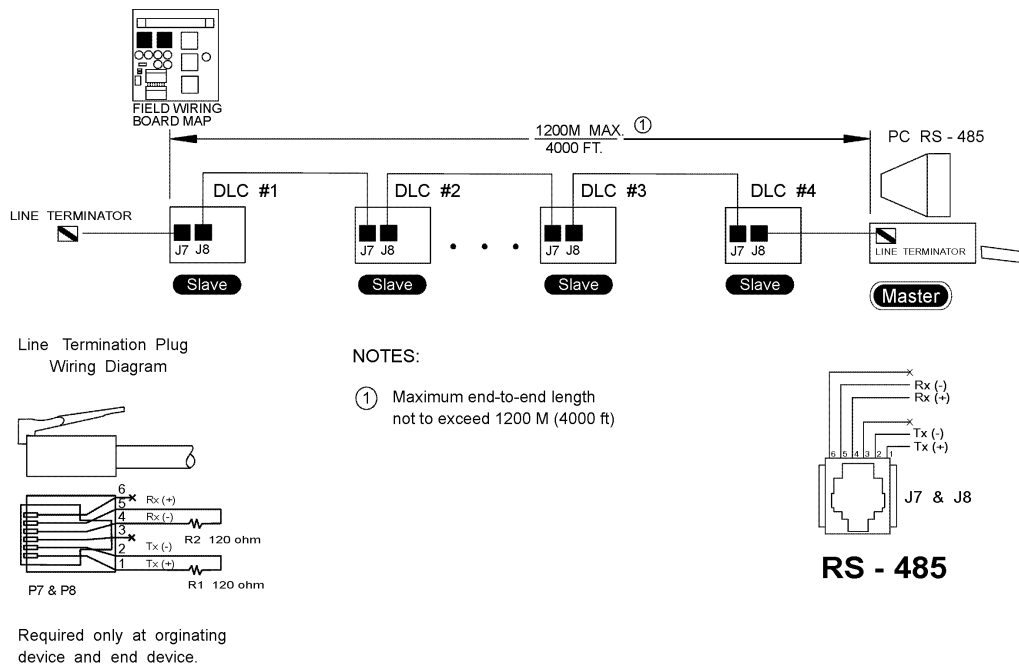 FIELD WIRING
BOARD MAP
1200M MAX. 1
4000 FT.
PC RS - 485
DLC #1
DLC #2
DLC #3
DLC #4
LINE TERMINATOR
J7 J8
J7 J8
J7 J8
J7 J8
LINE TERMINATOR
Slave
Slave
Slave
Slave
Master
Line Termination Plug
Wiring Diagram
NOTES:
1 Maximum end-to-end length
not to exceed 1200 M (4000 ft)
Rx (-)
Rx (+)
Tx (-)
Tx (+)
6 5 4 3 2 1
J7 & J8
RS - 485
6
Rx (+)
5
4 Rx (-)
R2 120 ohm
3
2 Tx (-)
1 Tx (+)
R1 120 ohm
P7 & P8
Required only at orginating
device and end device.